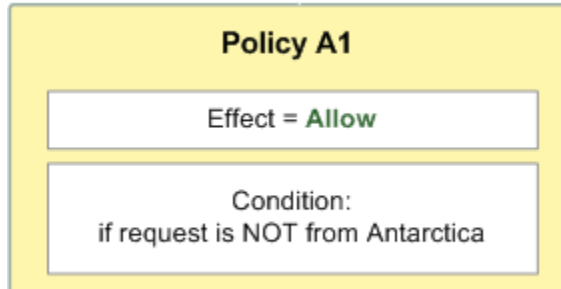 Policy A1
Effect = Allow
Condition:
if request is NOT from Antarctica